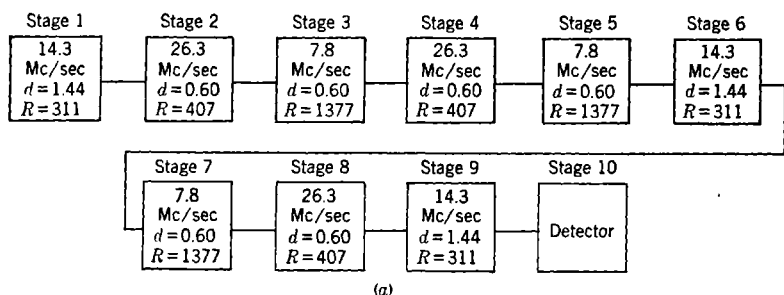 Stage 1 Stage 2 Stage 3 Stage 4 Stage 5 Stage 6
14.3 26.3 7.8 26.3 7.8 14.3
Mc/sec Mc/sec Mc/sec Mc/sec Mc/sec Mc/sec
d=1.44 d=0.60 d=0.60 d=0.60 d=0.60 d=1.44
R=311 R=407 R=1377 R=407 R=1377 R=311
Stage 7 Stage 8 Stage 9 Stage 10
7.8 26.3 14.3
Mc/sec Mc/sec Mc/sec Detector
d=0.60 d=0.60 d=1.44
R=1377 R=407 R=311
(a)